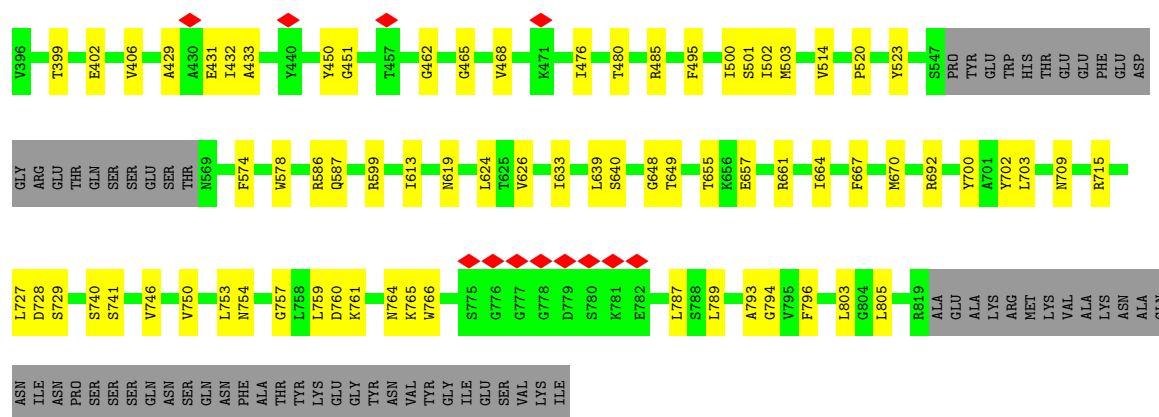 V396 T399 E402 V406 A429 A430 E431 I432 A433 Y440 Y450 G451 T457 G462 G465 V468 K471 I476 T480 R485 F495 I500 S501 I502 M503 V514 P520 Y523 S547 PRO TYR GLU TRP HIS THR GLU GLU PHE GLU ASP
GLY ARG GLU THR GLN SER SER GLU SER THR N569 F574 W578 R586 Q587 R599 I613 N619 L624 T625 V626 I633 L639 S640 G648 T649 T655 K656 E657 R661 I664 F667 M670 R692 Y700 A701 Y702 L703 N709 R715
L727 D728 S729 S740 S741 V746 V750 L753 N754 G757 L758 L759 D760 K761 N764 K765 W766 S775 G776 G777 G778 D779 S780 K781 E782 L787 S788 L789 A793 G794 V795 F796 L803 G804 L805 R819 ALA GLU ALA LYS ARG MET LYS VAL ALA LYS ASN ALA GLN
ASN ILE ASN PRO SER SER SER GLN ASN SER GLN ASN PHE ALA THR TYR LYS GLU GLY TYR ASN VAL TYR GLY ILE GLU SER VAL LYS ILE